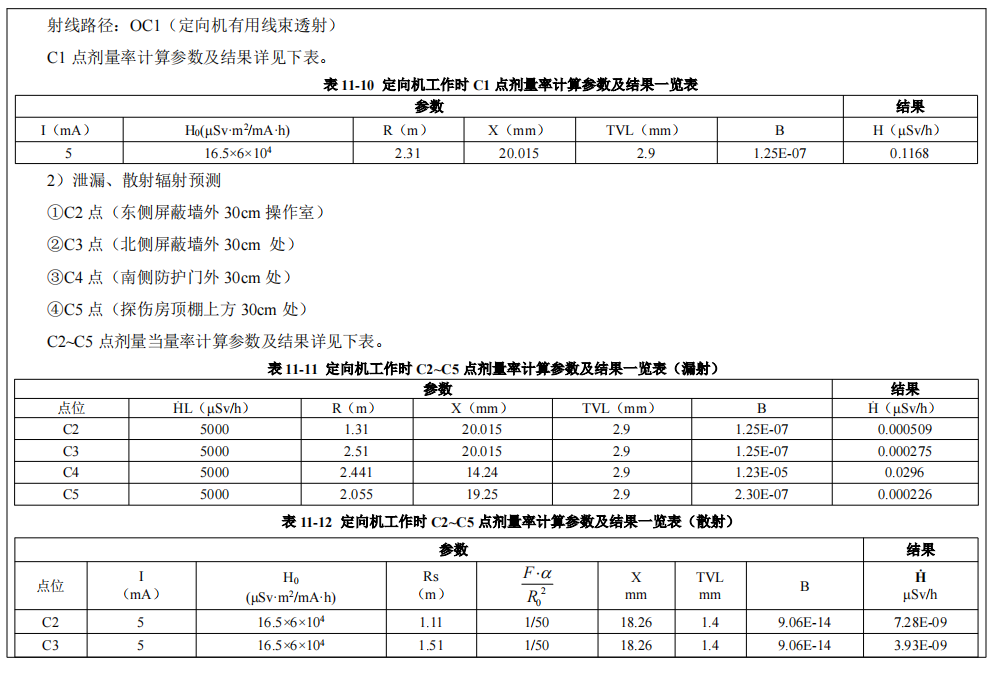 射线路径：OC1（定向机有用线束透射）
C1 点剂量率计算参数及结果详见下表。
表 11-10 定向机工作时 C1 点剂量率计算参数及结果一览表
参数 结果
I（mA） H₀(μSv·m²/mA·h) R（m） X（mm） TVL（mm） B H（μSv/h）
5 16.5×6×10⁴ 2.31 20.015 2.9 1.25E-07 0.1168
2）泄漏、散射辐射预测
①C2 点（东侧屏蔽墙外 30cm 操作室）
②C3 点（北侧屏蔽墙外 30cm 处）
③C4 点（南侧防护门外 30cm 处）
④C5 点（探伤房顶棚上方 30cm 处）
C2~C5 点剂量当量率计算参数及结果详见下表。
表 11-11 定向机工作时 C2~C5 点剂量率计算参数及结果一览表（漏射）
参数 结果
点位 ḢL（μSv/h） R（m） X（mm） TVL（mm） B Ḣ（μSv/h）
C2 5000 1.31 20.015 2.9 1.25E-07 0.000509
C3 5000 2.51 20.015 2.9 1.25E-07 0.000275
C4 5000 2.441 14.24 2.9 1.23E-05 0.0296
C5 5000 2.055 19.25 2.9 2.30E-07 0.000226
表 11-12 定向机工作时 C2~C5 点剂量率计算参数及结果一览表（散射）
参数 结果
点位 I（mA） H₀(μSv·m²/mA·h) Rs（m） F·α/R₀² X mm TVL mm B Ḣ μSv/h
C2 5 16.5×6×10⁴ 1.11 1/50 18.26 1.4 9.06E-14 7.28E-09
C3 5 16.5×6×10⁴ 1.51 1/50 18.26 1.4 9.06E-14 3.93E-09